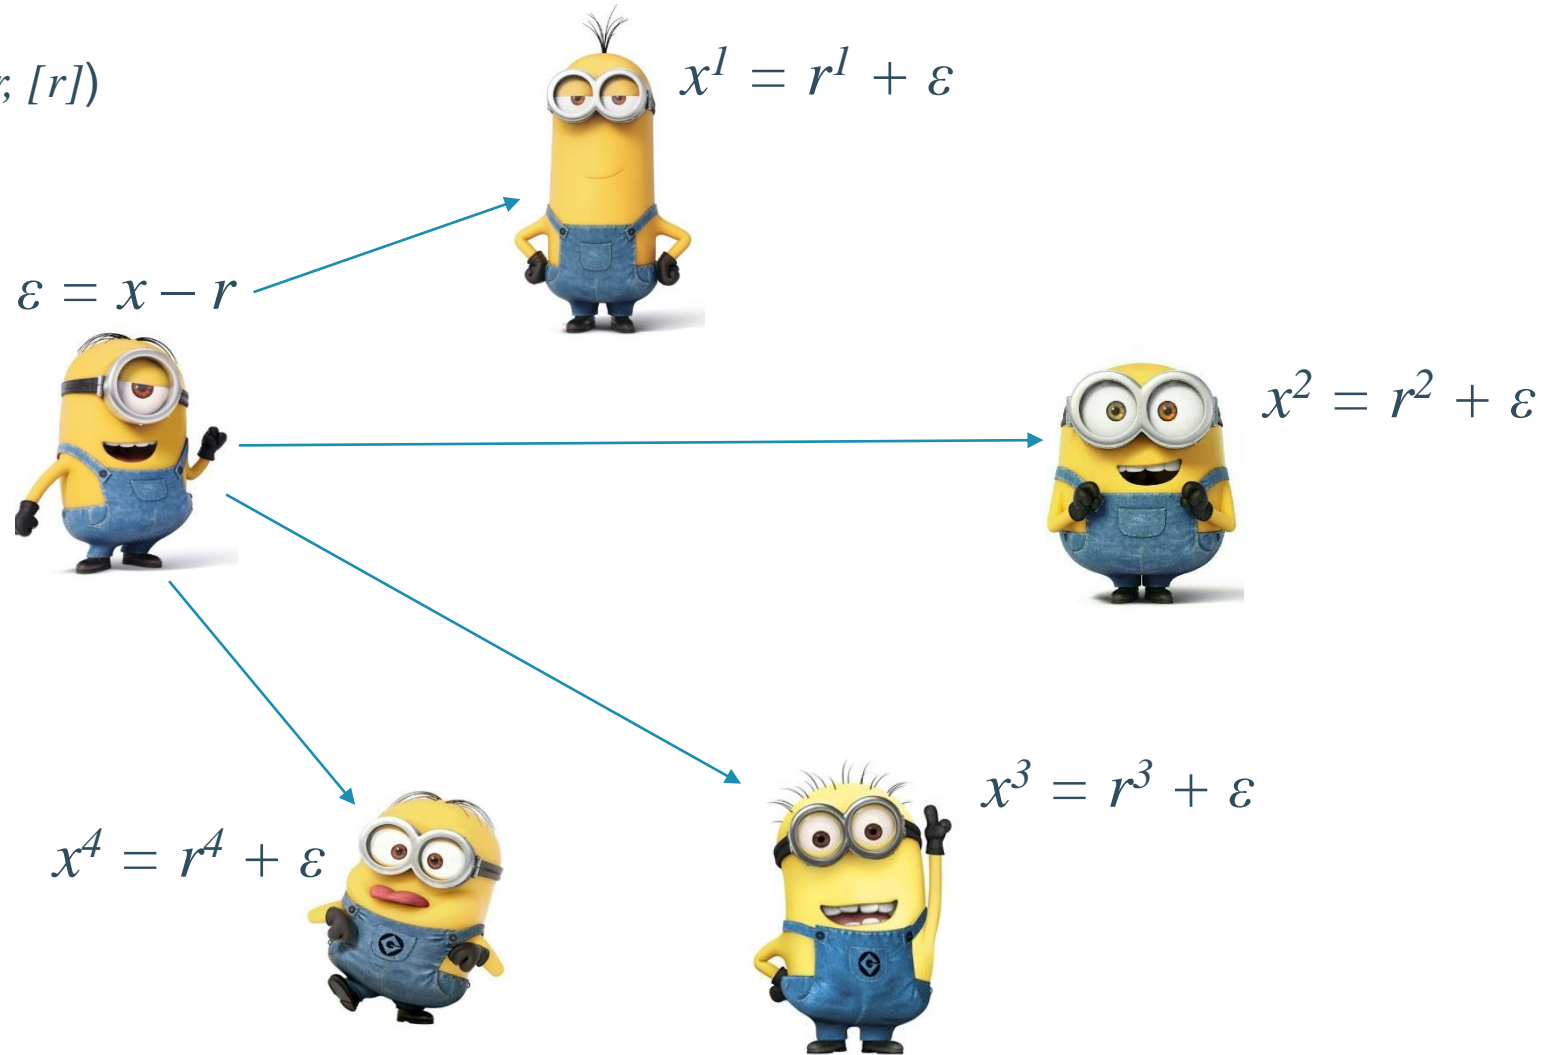 r, [r])
x¹ = r¹ + ε
ε = x – r
x² = r² + ε
x³ = r³ + ε
x⁴ = r⁴ + ε